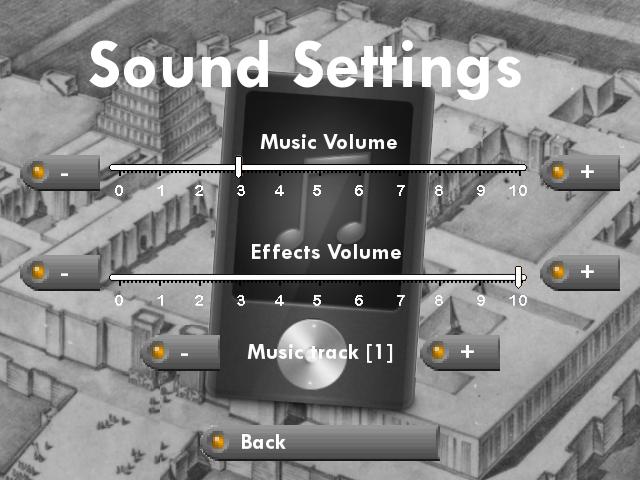 Sound Settings
Music Volume
- +
0 1 2 3 4 5 6 7 8 9 10
Effects Volume
- +
0 1 2 3 4 5 6 7 8 9 10
- Music track [1] +
Back